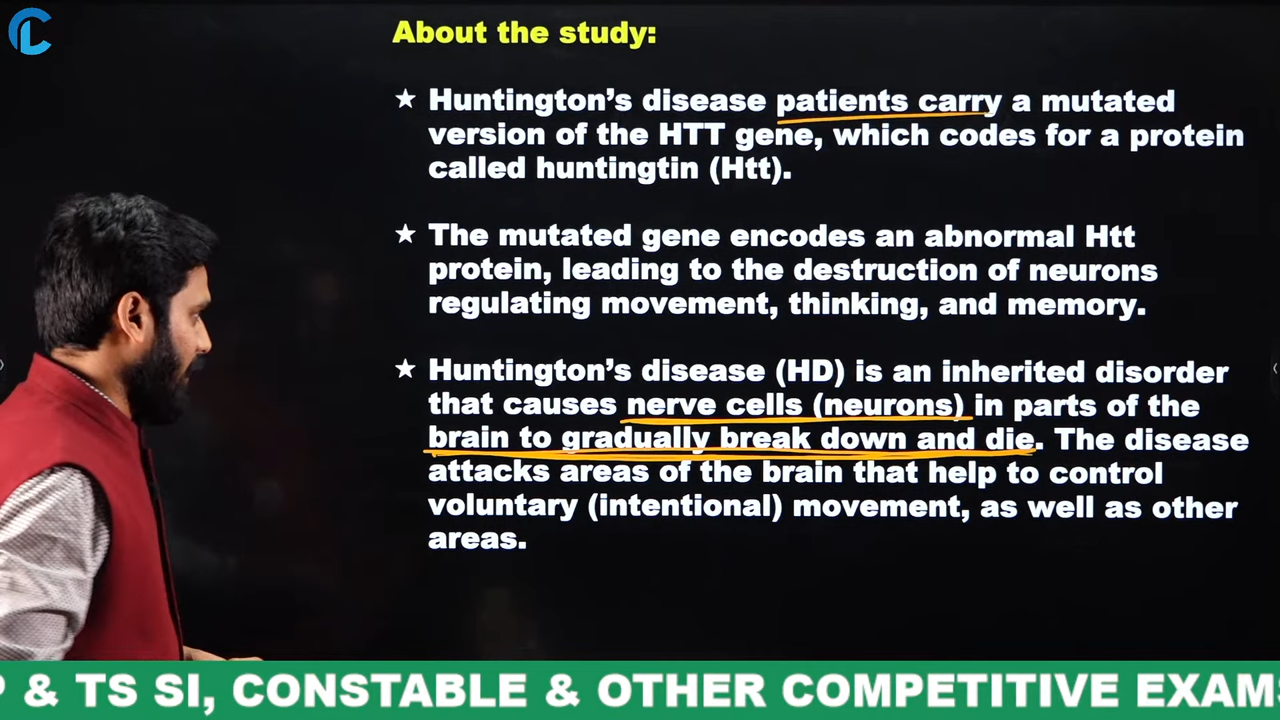 About the study:
★ Huntington’s disease patients carry a mutated
version of the HTT gene, which codes for a protein
called huntingtin (Htt).
★ The mutated gene encodes an abnormal Htt
protein, leading to the destruction of neurons
regulating movement, thinking, and memory.
★ Huntington’s disease (HD) is an inherited disorder
that causes nerve cells (neurons) in parts of the
brain to gradually break down and die. The disease
attacks areas of the brain that help to control
voluntary (intentional) movement, as well as other
areas.
P & TS SI, CONSTABLE & OTHER COMPETITIVE EXAMS